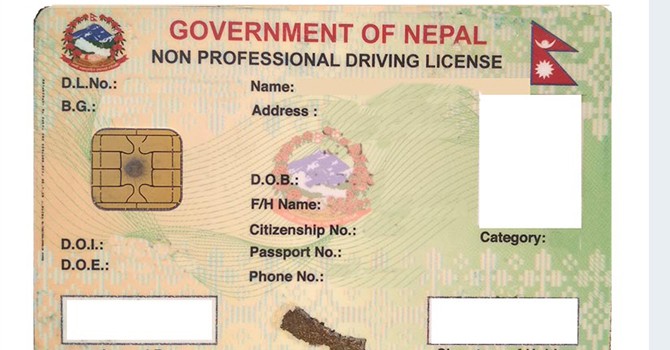 GOVERNMENT OF NEPAL
NON PROFESSIONAL DRIVING LICENSE
D.L.No.:
B.G.:
Name:
Address :
D.O.B.:
F/H Name:
Citizenship No.:
Passport No.:
Phone No.:
D.O.I.:
D.O.E.:
Category: